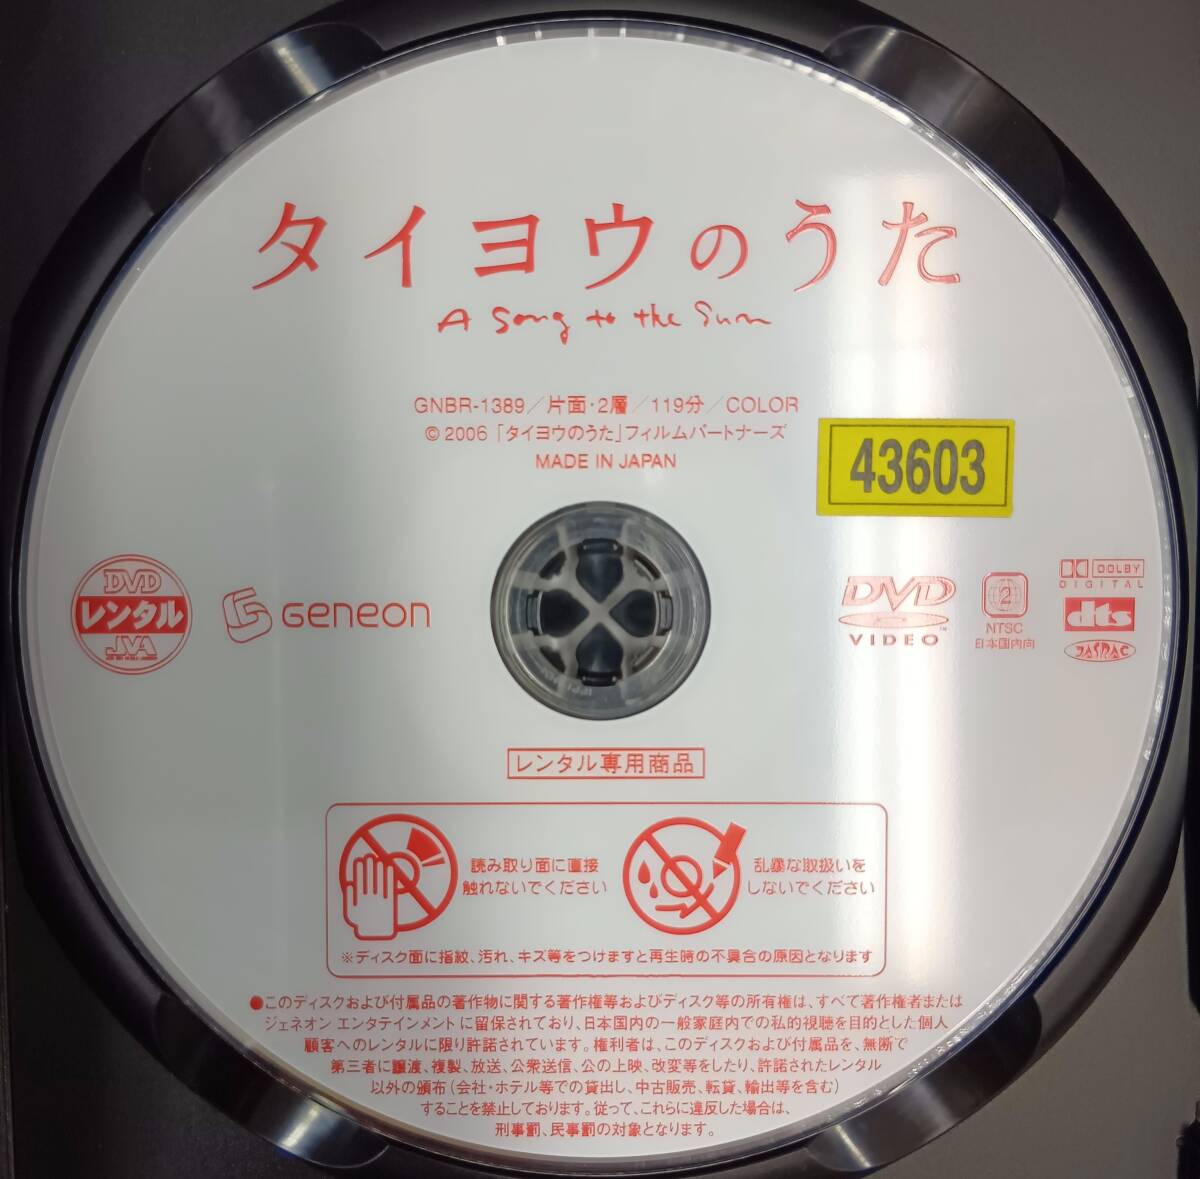 タイヨウのうた
A Song to the Sun
GNBR-1389／片面・2層／119分／COLOR
© 2006「タイヨウのうた」フィルムパートナーズ
MADE IN JAPAN
43603
DVD
レンタル
JVA
Geneon
DVD
VIDEO
2
NTSC
日本国内向
DOLBY
DIGITAL
dts
JASRAC
レンタル専用商品
読み取り面に直接
触れないでください
乱暴な取扱いを
しないでください
※ディスク面に指紋、汚れ、キズ等をつけますと再生時の不具合の原因となります
●このディスクおよび付属品の著作物に関する著作権等およびディスク等の所有権は、すべて著作権者または
ジェネオン エンタテインメントに留保されており、日本国内の一般家庭内での私的視聴を目的とした個人
顧客へのレンタルに限り許諾されています。権利者は、このディスクおよび付属品を、無断で
第三者に譲渡、複製、放送、公衆送信、公の上映、改変等をしたり、許諾されたレンタル
以外の頒布（会社・ホテル等での貸出し、中古販売、転貸、輸出等を含む）
することを禁止しております。従って、これらに違反した場合は、
刑事罰、民事罰の対象となります。